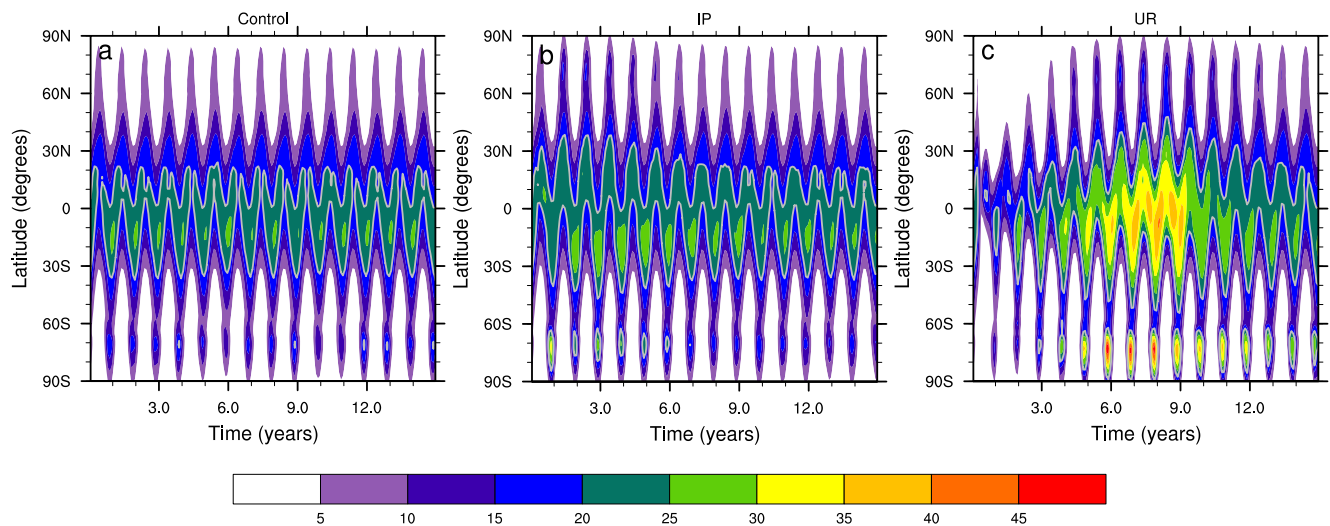 Control
IP
UR
a
b
c
90N
60N
30N
0
30S
60S
90S
Latitude (degrees)
3.0 6.0 9.0 12.0
Time (years)
90N
60N
30N
0
30S
60S
90S
Latitude (degrees)
3.0 6.0 9.0 12.0
Time (years)
90N
60N
30N
0
30S
60S
90S
Latitude (degrees)
3.0 6.0 9.0 12.0
Time (years)
5 10 15 20 25 30 35 40 45